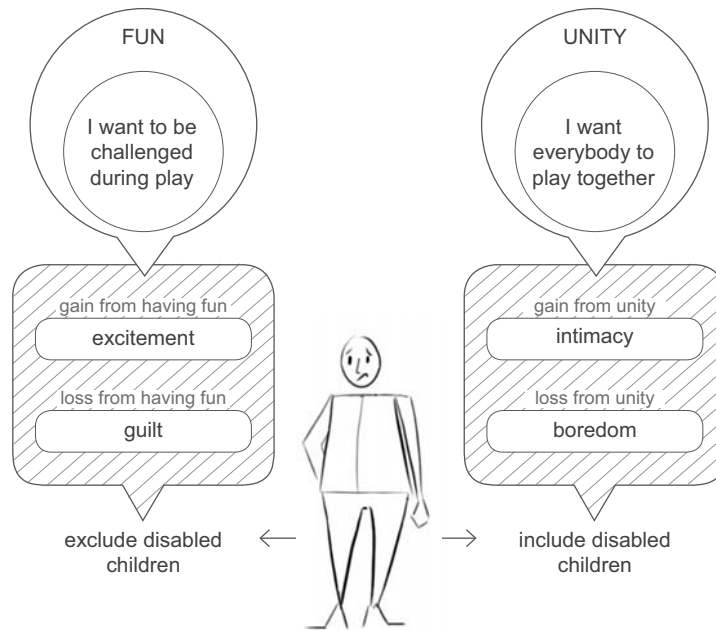 FUN
I want to be
challenged
during play
gain from having fun
excitement
loss from having fun
guilt
exclude disabled
children
UNITY
I want
everybody to
play together
gain from unity
intimacy
loss from unity
boredom
include disabled
children